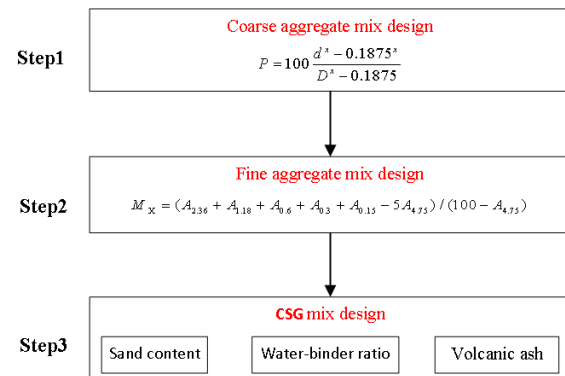 Coarse aggregate mix design
Step1
P = 100 (d^x − 0.1875^x) / (D^x − 0.1875)
Fine aggregate mix design
Step2
M_X = (A_2.36 + A_1.18 + A_0.6 + A_0.3 + A_0.15 − 5A_4.75) / (100 − A_4.75)
CSG mix design
Step3
Sand content Water-binder ratio Volcanic ash